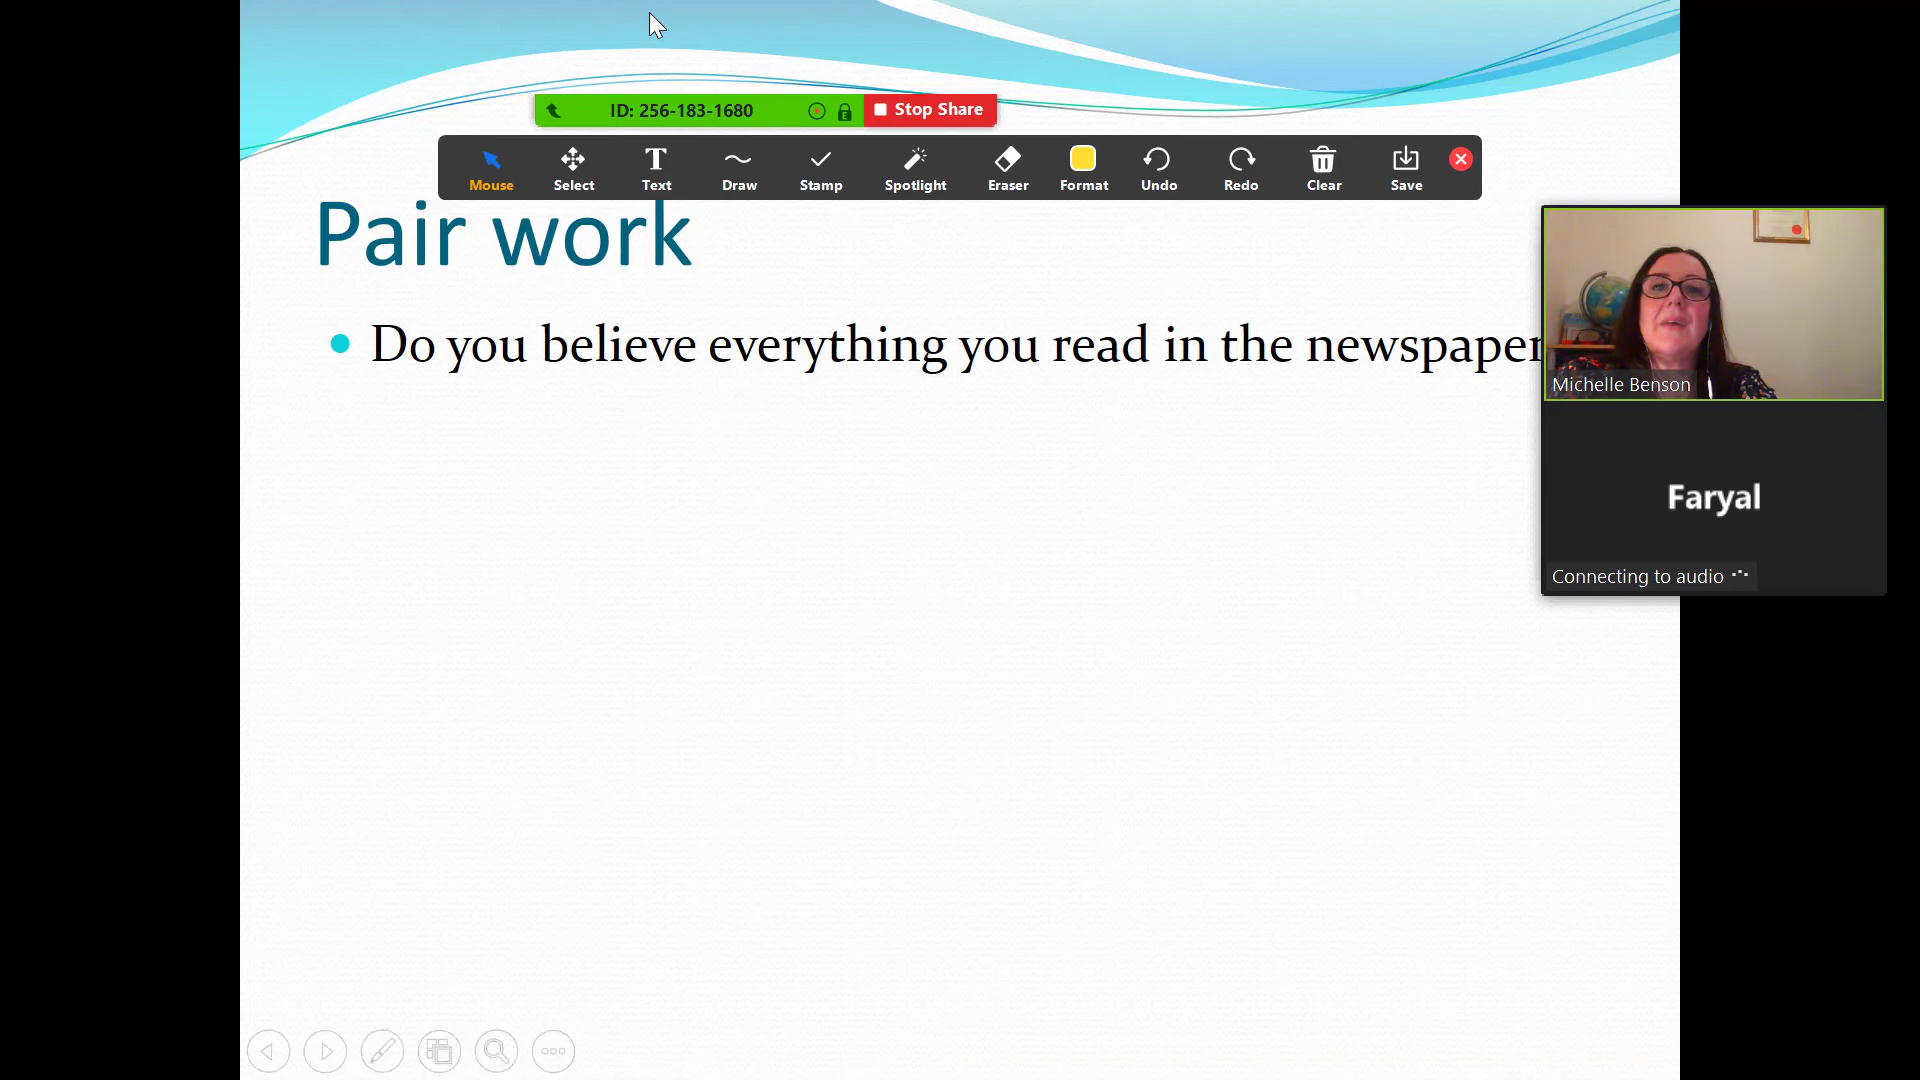 ID: 256-183-1680
Stop Share
Mouse Select Text Draw Stamp Spotlight Eraser Format Undo Redo Clear Save
Pair work
Do you believe everything you read in the newspaper
Michelle Benson
Faryal
Connecting to audio